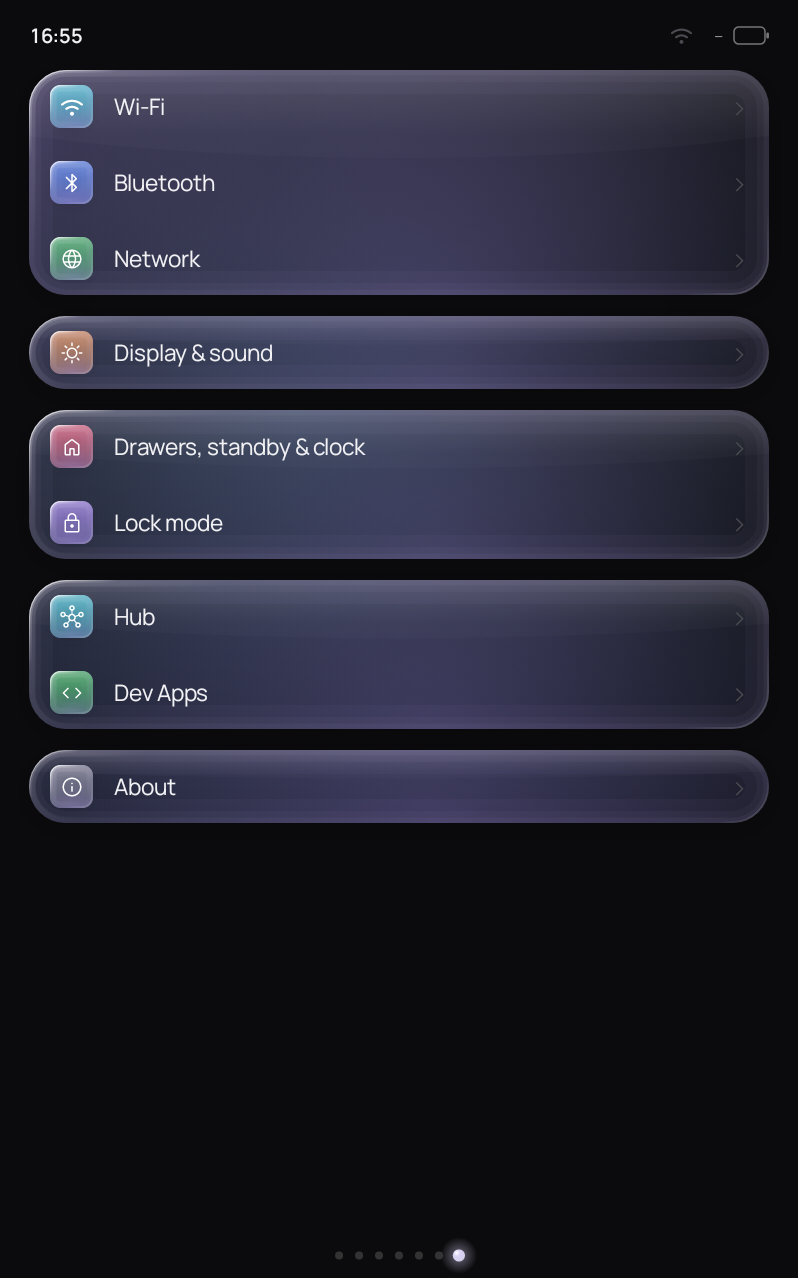 16:55
–
Wi-Fi
Bluetooth
Network
Display & sound
Drawers, standby & clock
Lock mode
Hub
Dev Apps
About